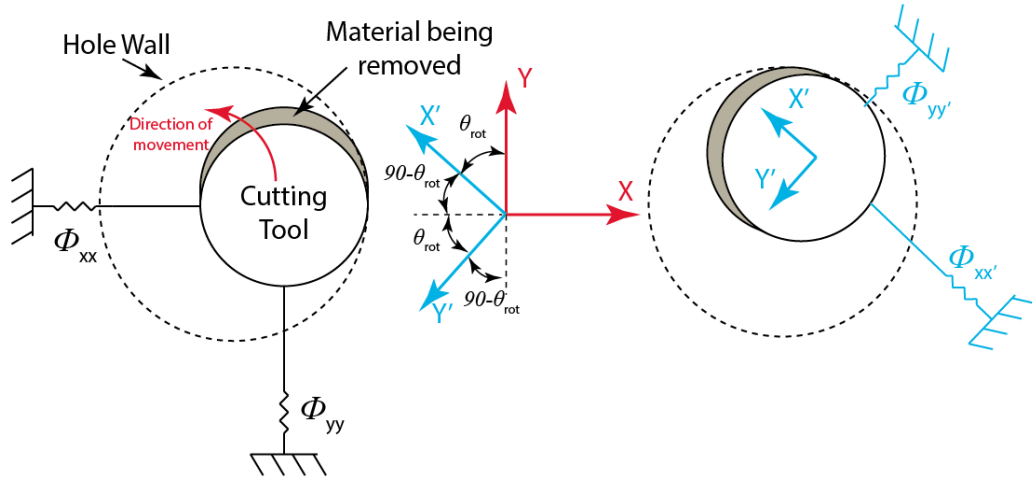 Hole Wall
Material being
removed
Direction of
movement
Cutting
Tool
Φxx
Φyy
Y
X
X'
Y'
θrot
90-θrot
θrot
90-θrot
X'
Y'
Φyy'
Φxx'